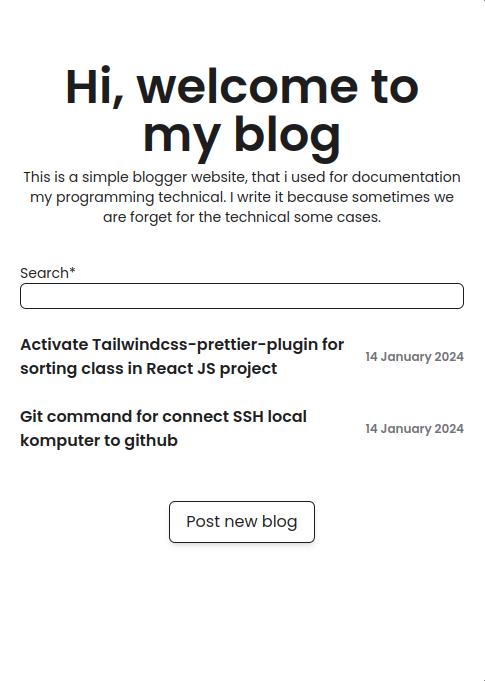 Hi, welcome to
my blog
This is a simple blogger website, that i used for documentation
my programming technical. I write it because sometimes we
are forget for the technical some cases.
Search*
Activate Tailwindcss-prettier-plugin for
sorting class in React JS project
14 January 2024
Git command for connect SSH local
komputer to github
14 January 2024
Post new blog